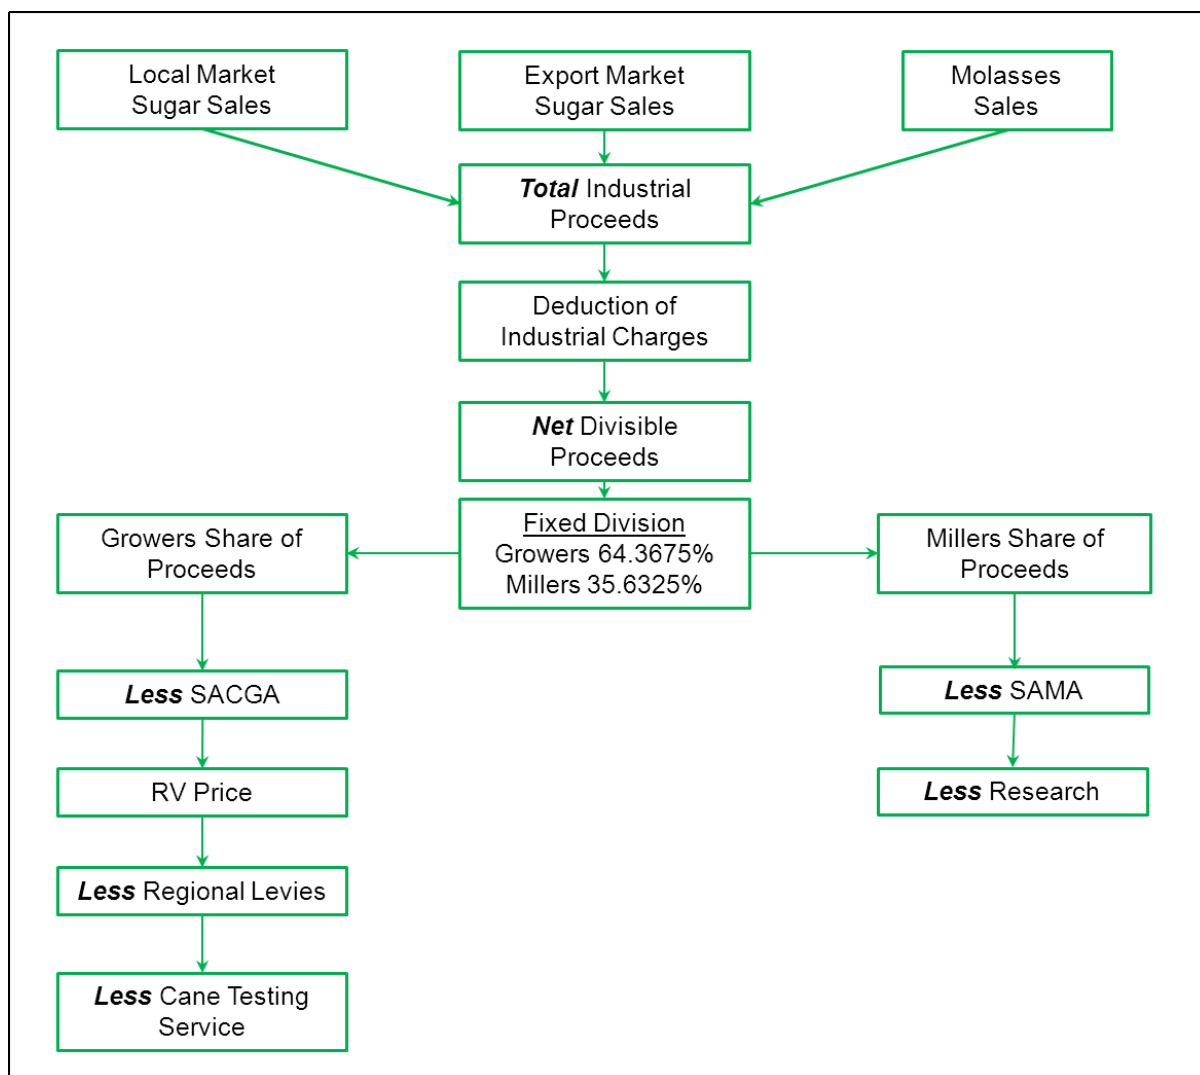 Local Market
Sugar Sales
Export Market
Sugar Sales
Molasses
Sales
Total Industrial
Proceeds
Deduction of
Industrial Charges
Net Divisible
Proceeds
Fixed Division
Growers 64.3675%
Millers 35.6325%
Growers Share of
Proceeds
Millers Share of
Proceeds
Less SACGA
Less SAMA
RV Price
Less Research
Less Regional Levies
Less Cane Testing
Service